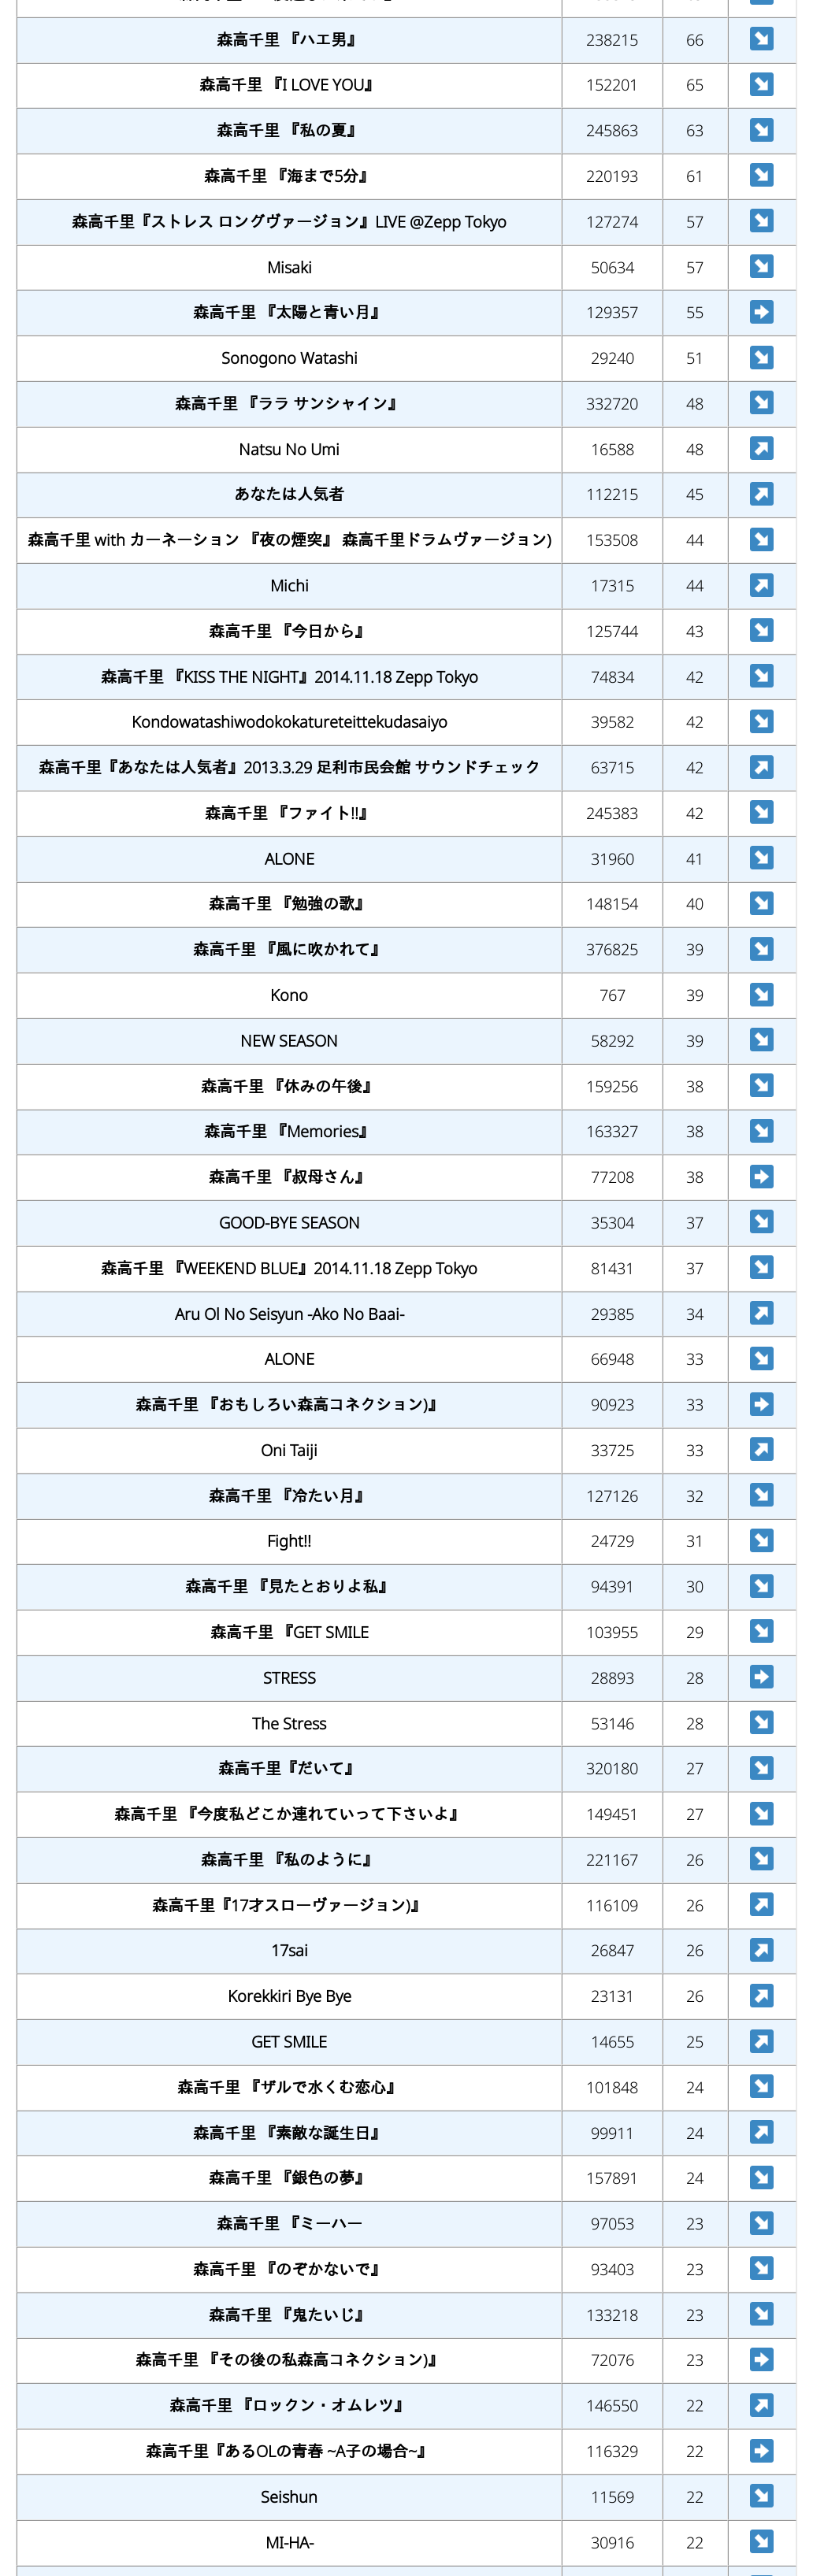 森高千里 『ハエ男』 238215 66 ↘
森高千里 『I LOVE YOU』 152201 65 ↘
森高千里 『私の夏』 245863 63 ↘
森高千里 『海まで5分』 220193 61 ↘
森高千里『ストレス ロングヴァージョン』LIVE @Zepp Tokyo 127274 57 ↘
Misaki 50634 57 ↘
森高千里 『太陽と青い月』 129357 55 ➡
Sonogono Watashi 29240 51 ↘
森高千里 『ララ サンシャイン』 332720 48 ↘
Natsu No Umi 16588 48 ↗
あなたは人気者 112215 45 ↗
森高千里 with カーネーション 『夜の煙突』 森高千里ドラムヴァージョン) 153508 44 ↘
Michi 17315 44 ↗
森高千里 『今日から』 125744 43 ↘
森高千里 『KISS THE NIGHT』2014.11.18 Zepp Tokyo 74834 42 ↘
Kondowatashiwodokokatureteittekudasaiyo 39582 42 ↘
森高千里『あなたは人気者』2013.3.29 足利市民会館 サウンドチェック 63715 42 ↗
森高千里 『ファイト!!』 245383 42 ↘
ALONE 31960 41 ↘
森高千里 『勉強の歌』 148154 40 ↘
森高千里 『風に吹かれて』 376825 39 ↘
Kono 767 39 ↘
NEW SEASON 58292 39 ↘
森高千里 『休みの午後』 159256 38 ↘
森高千里 『Memories』 163327 38 ↘
森高千里 『叔母さん』 77208 38 ➡
GOOD-BYE SEASON 35304 37 ↘
森高千里 『WEEKEND BLUE』2014.11.18 Zepp Tokyo 81431 37 ↘
Aru Ol No Seisyun -Ako No Baai- 29385 34 ↗
ALONE 66948 33 ↘
森高千里 『おもしろい森高コネクション)』 90923 33 ➡
Oni Taiji 33725 33 ↗
森高千里 『冷たい月』 127126 32 ↘
Fight!! 24729 31 ↘
森高千里 『見たとおりよ私』 94391 30 ↘
森高千里 『GET SMILE 103955 29 ↘
STRESS 28893 28 ➡
The Stress 53146 28 ↘
森高千里『だいて』 320180 27 ↘
森高千里 『今度私どこか連れていって下さいよ』 149451 27 ↘
森高千里 『私のように』 221167 26 ↘
森高千里『17才スローヴァージョン)』 116109 26 ↗
17sai 26847 26 ↗
Korekkiri Bye Bye 23131 26 ↗
GET SMILE 14655 25 ↗
森高千里 『ザルで水くむ恋心』 101848 24 ↘
森高千里 『素敵な誕生日』 99911 24 ↗
森高千里 『銀色の夢』 157891 24 ↘
森高千里 『ミーハー 97053 23 ↘
森高千里 『のぞかないで』 93403 23 ↘
森高千里 『鬼たいじ』 133218 23 ↘
森高千里 『その後の私森高コネクション)』 72076 23 ➡
森高千里 『ロックン・オムレツ』 146550 22 ↗
森高千里『あるOLの青春 ~A子の場合~』 116329 22 ➡
Seishun 11569 22 ↘
MI-HA- 30916 22 ↘